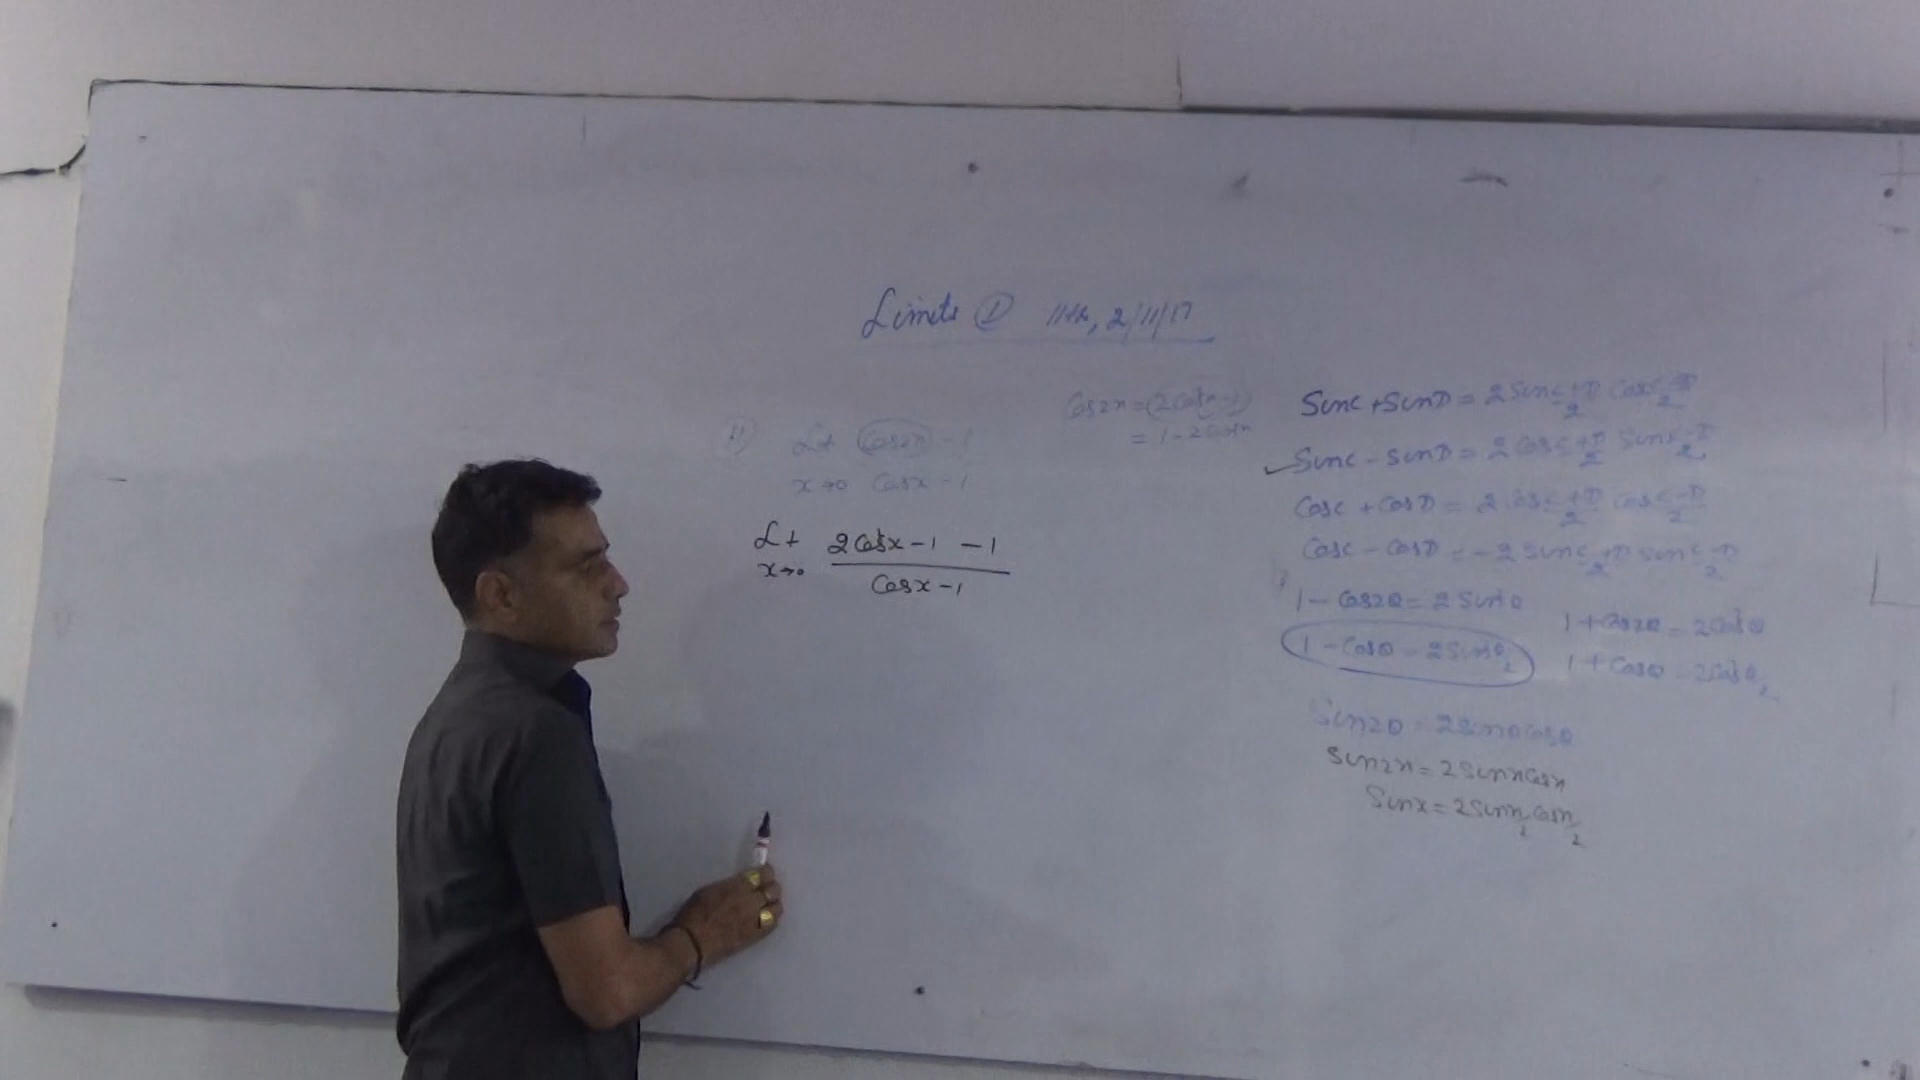 Limits ① 11th, 2/11/17
11) Lt Cos2x - 1
x→0 Cosx - 1
Cos2x = (2Cos²x-1)
= 1 - 2
Lt 2Cos²x-1 -1
x→0 Cosx-1
SinC + SinD = 2 Sin C+D/2 Cos C-D/2
SinC - SinD = 2 Cos C+D/2 Sin C-D/2
CosC + CosD = 2 Cos C+D/2 Cos C-D/2
CosC - CosD = -2 Sin C+D/2 Sin C-D/2
1 - Cos2θ = 2 Sin²θ
1 + Cos2θ = 2Cos²θ
1 - Cosθ = 2Sin²θ/2
1 + Cosθ = 2Cos²θ/2
Sin2θ = 2SinθCosθ
Sin2x = 2SinxCosx
Sinx = 2Sinx/2 Cosx/2